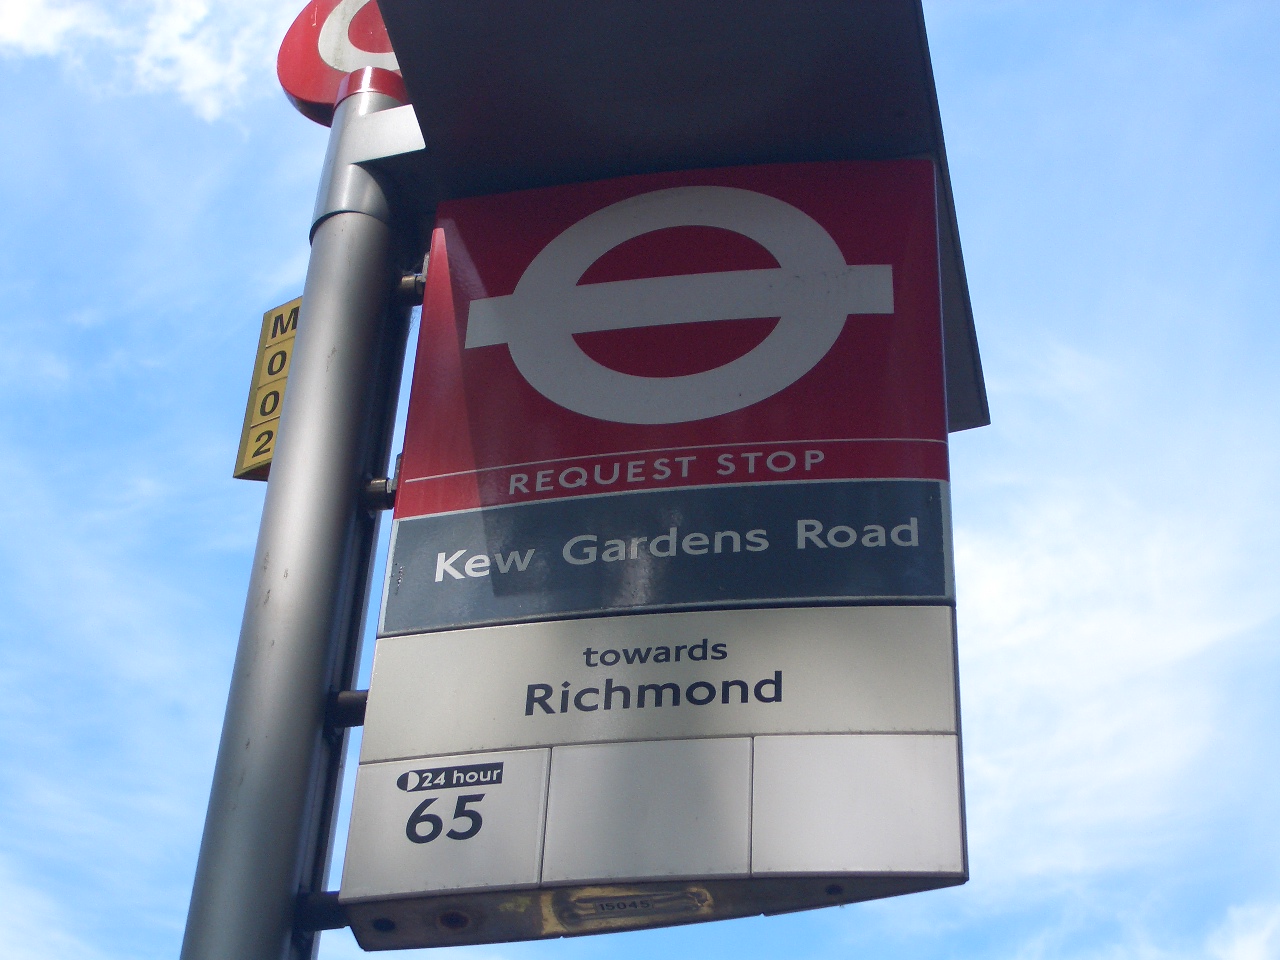 M
0
0
2
REQUEST STOP
Kew Gardens Road
towards
Richmond
24 hour
65
15045